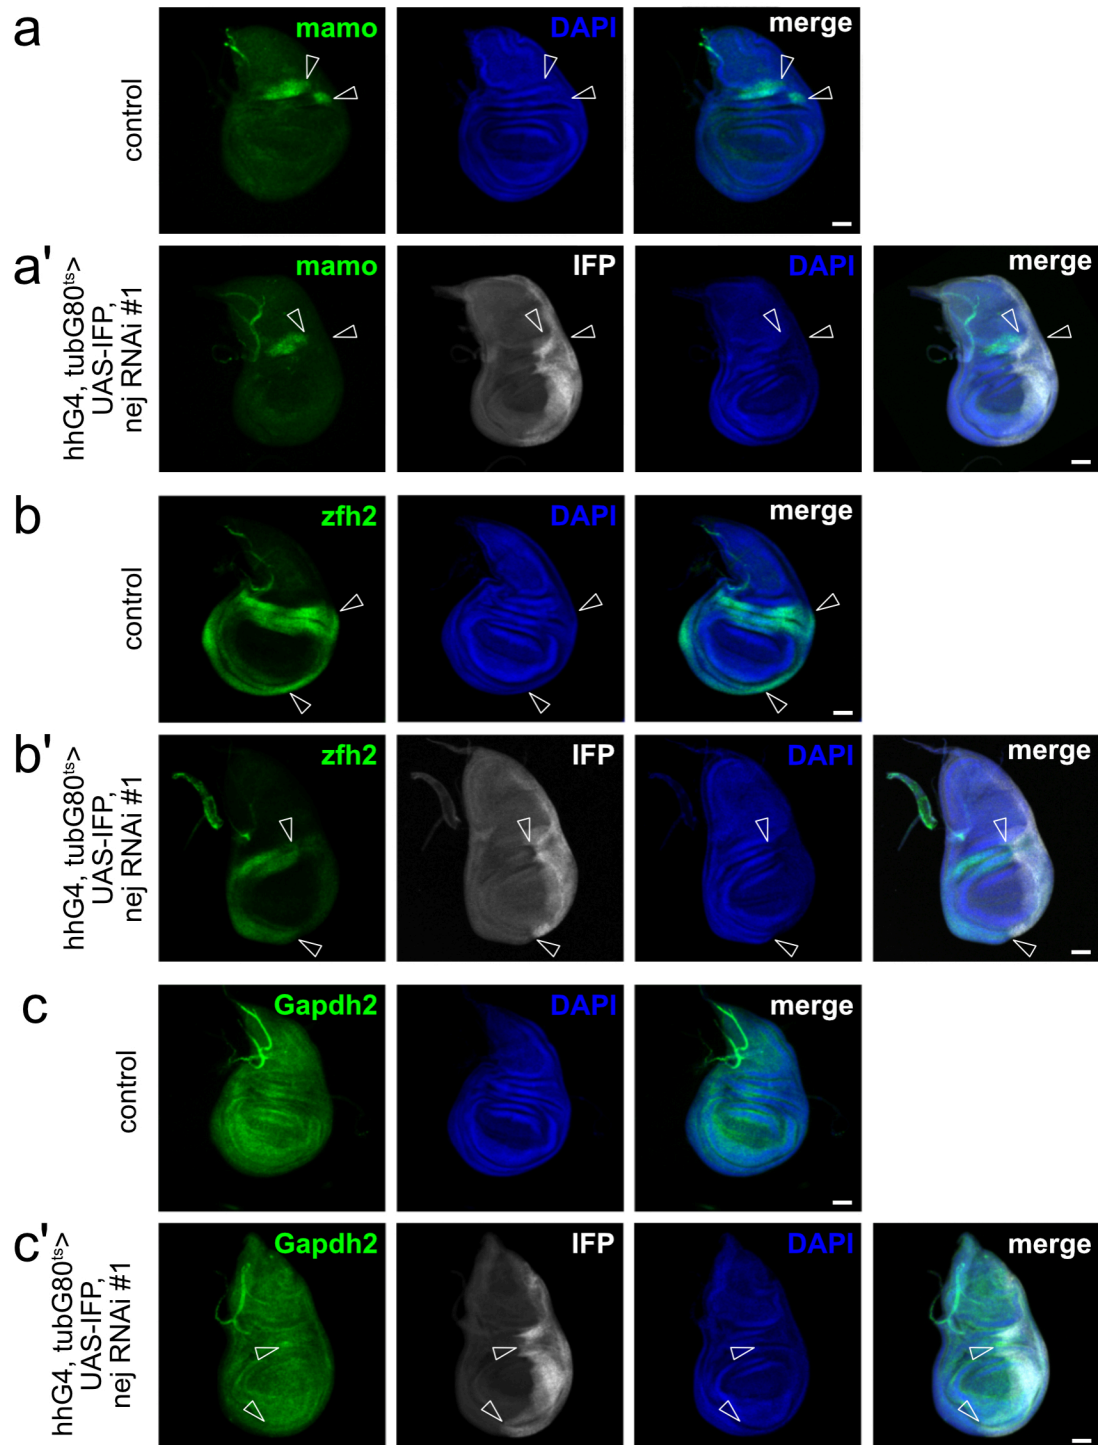 a
control
mamo
DAPI
merge
a'
hhG4, tubG80ts>
UAS-IFP,
nej RNAi #1
mamo
IFP
DAPI
merge
b
control
zfh2
DAPI
merge
b'
hhG4, tubG80ts>
UAS-IFP,
nej RNAi #1
zfh2
IFP
DAPI
merge
c
control
Gapdh2
DAPI
merge
c'
hhG4, tubG80ts>
UAS-IFP,
nej RNAi #1
Gapdh2
IFP
DAPI
merge